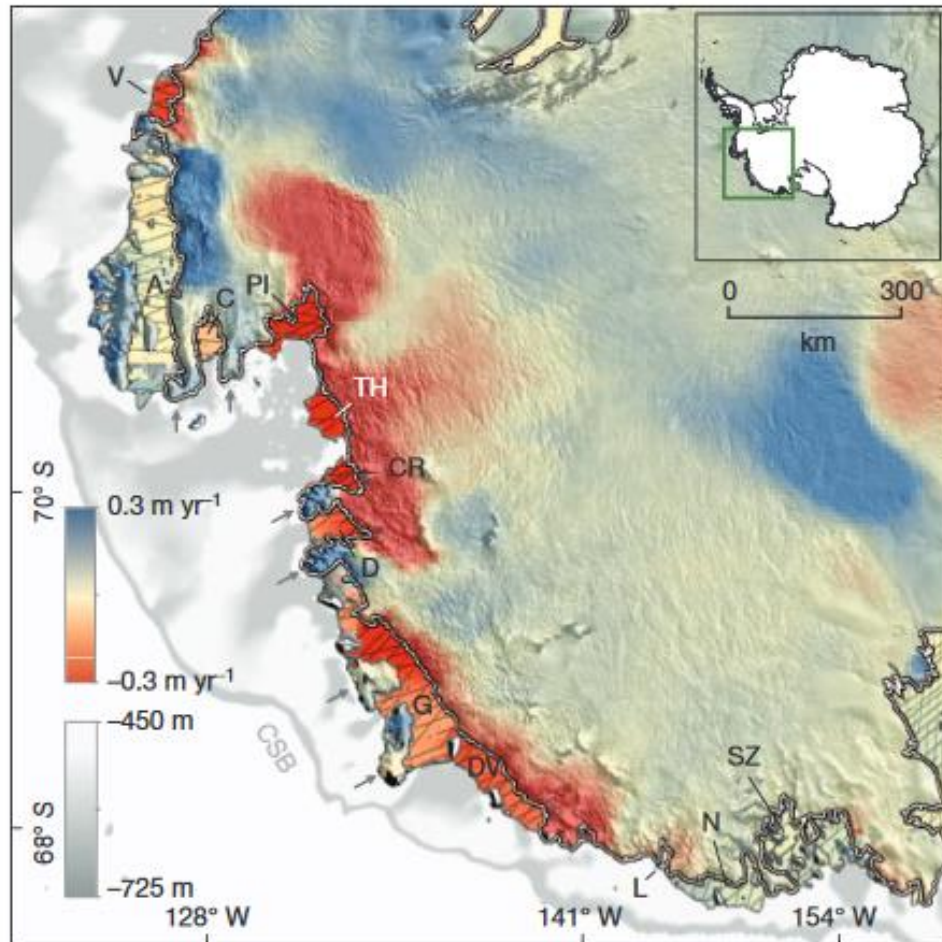 V
A
C
PI
0 300
km
TH
CR
70° S
0.3 m yr⁻¹
D
–0.3 m yr⁻¹
–450 m
G
CSB
DV
SZ
N
68° S
–725 m
L
128° W 141° W 154° W